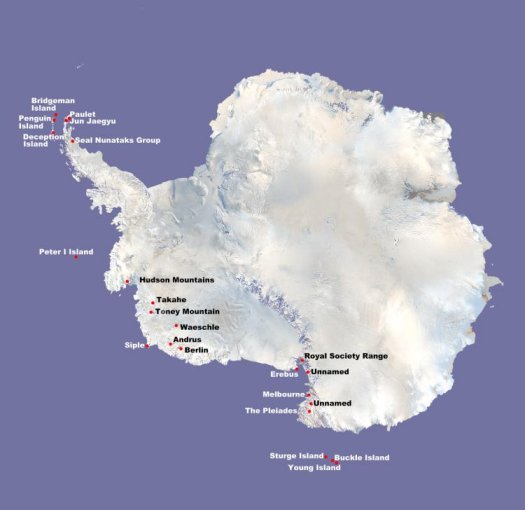 Bridgeman
Island
Paulet
Penguin
Island
Jun Jaegyu
Deception
Island
Seal Nunataks Group
Peter I Island
Hudson Mountains
Takahe
Toney Mountain
Waeschle
Siple
Andrus
Berlin
Royal Society Range
Erebus
Unnamed
Melbourne
Unnamed
The Pleiades
Sturge Island
Buckle Island
Young Island